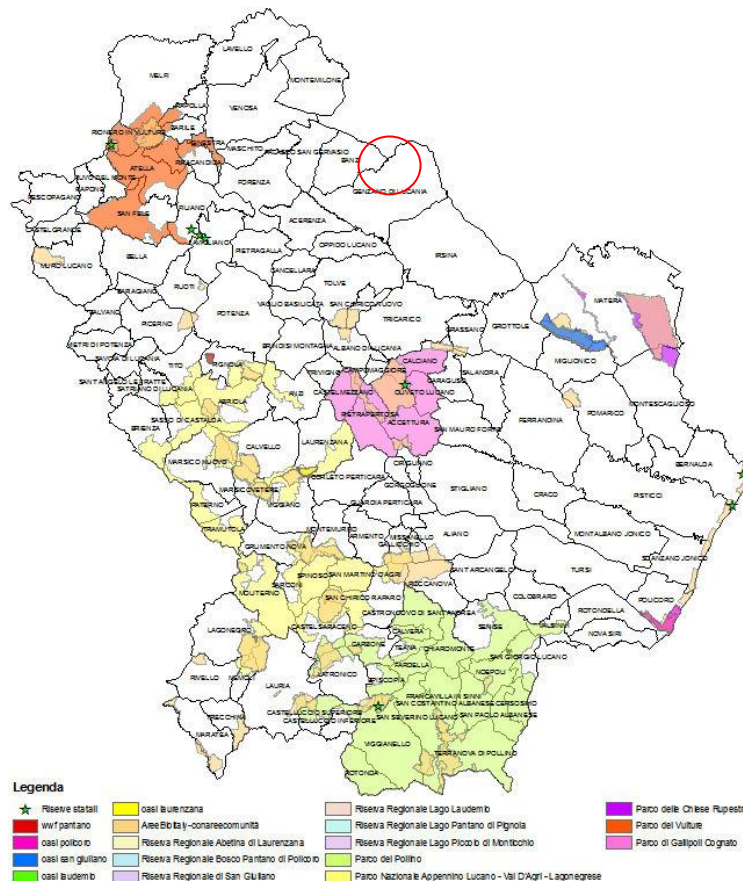 LAVELLO
MELFI
MONTEMILONE
RAPOLLA
VENOSA
BARILE
RIONERO IN VULTURE
GINESTRA
MASCHITO
PALAZZO SAN GERVASIO
BANZI
ATELLA
RIPACANDIDA
FORENZA
GENZANO DI LUCANIA
RUVO DEL MONTE
RAPONE
PESCOPAGANO
SAN FELE
FILIANO
ACERENZA
CASTELGRANDE
AVIGLIANO
OPPIDO LUCANO
BELLA
PIETRAGALLA
IRSINA
MURO LUCANO
CANCELLARA
TOLVE
BARAGIANO
RUOTI
VAGLIO BASILICATA
SAN CHIRICO NUOVO
MATERA
BALVANO
POTENZA
TRICARICO
PICERNO
GRASSANO
GROTTOLE
BRINDISI MONTAGNA
ALBANO DI LUCANIA
MIGLIONICO
SAVOIA DI LUCANIA
TITO
PIGNOLA
TRIVIGNO
CAMPOMAGGIORE
CALCIANO
SALANDRA
GARAGUSO
SANT'ANGELO LE FRATTE
SATRIANO DI LUCANIA
CASTELMEZZANO
OLIVETO LUCANO
ABRIOLA
ANZI
PIETRAPERTOSA
ACCETTURA
FERRANDINA
POMARICO
MONTESCAGLIOSO
SASSO DI CASTALDA
BRIENZA
CALVELLO
LAURENZANA
SAN MAURO FORTE
BERNALDA
MARSICO NUOVO
CIRIGLIANO
CORLETO PERTICARA
GORGOGLIONE
STIGLIANO
MARSICOVETERE
VIGGIANO
CRACO
PISTICCI
PATERNO
GUARDIA PERTICARA
TRAMUTOLA
MONTEMURRO
ARMENTO
MISSANELLO
GALLICCHIO
ALIANO
MONTALBANO JONICO
GRUMENTO NOVA
SCANZANO JONICO
SPINOSO
SAN MARTINO D'AGRI
SANT'ARCANGELO
TURSI
SARCONI
ROCCANOVA
MOLITERNO
SAN CHIRICO RAPARO
COLOBRARO
POLICORO
CASTRONUOVO DI SANT'ANDREA
ROTONDELLA
CASTELSARACENO
SENISE
VALSINNI
LAGONEGRO
CALVERA
NOVA SIRI
CARBONE
TEANA
CHIAROMONTE
SAN GIORGIO LUCANO
FARDELLA
RIVELLO
NEMOLI
LATRONICO
NOEPOLI
EPISCOPIA
LAURIA
FRANCAVILLA IN SINNI
SAN COSTANTINO ALBANESE
CERSOSIMO
TRECCHINA
CASTELLUCCIO SUPERIORE
CASTELLUCCIO INFERIORE
SAN SEVERINO LUCANO
SAN PAOLO ALBANESE
MARATEA
VIGGIANELLO
TERRANOVA DI POLLINO
ROTONDA
Legenda
Riserve statali
wwf pantano
oasi policoro
oasi san giuliano
oasi laudemio
oasi laurenzana
AreeBibitaly-conareecomunità
Riserva Regionale Abetina di Laurenzana
Riserva Regionale Bosco Pantano di Policoro
Riserva Regionale di San Giuliano
Riserva Regionale Lago Laudemio
Riserva Regionale Lago Pantano di Pignola
Riserva Regionale Lago Piccolo di Monticchio
Parco del Pollino
Parco Nazionale Appennino Lucano - Val D'Agri - Lagonegrese
Parco delle Chiese Rupestri
Parco del Vulture
Parco di Gallipoli Cognato